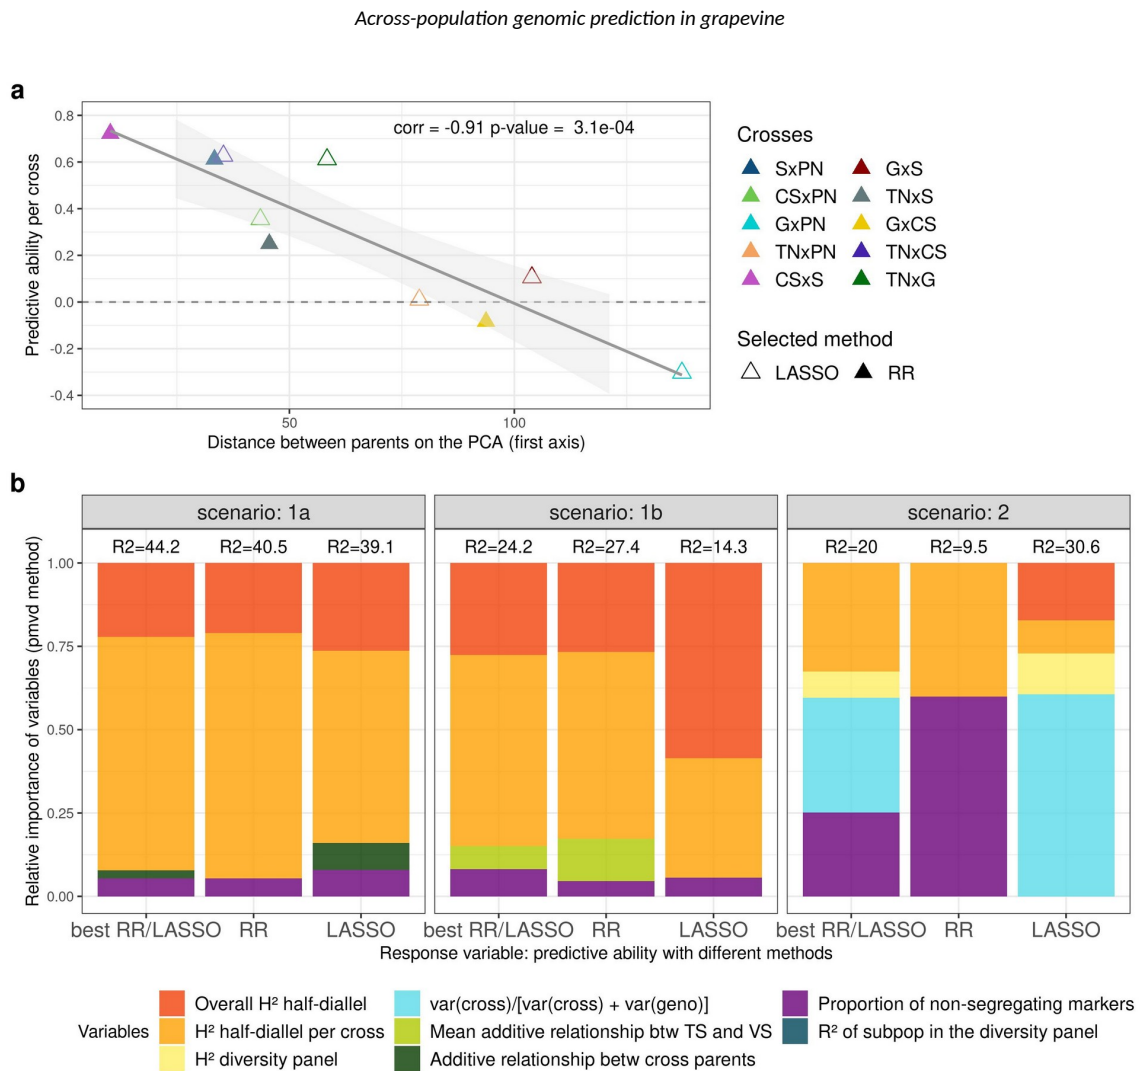 Across-population genomic prediction in grapevine
a
corr = -0.91 p-value = 3.1e-04
0.8
0.6
0.4
0.2
0.0
-0.2
-0.4
Predictive ability per cross
50
100
Distance between parents on the PCA (first axis)
Crosses
SxPN
GxS
CSxPN
TNxS
GxPN
GxCS
TNxPN
TNxCS
CSxS
TNxG
Selected method
LASSO
RR
b
scenario: 1a
scenario: 1b
scenario: 2
R2=44.2
R2=40.5
R2=39.1
R2=24.2
R2=27.4
R2=14.3
R2=20
R2=9.5
R2=30.6
1.00
0.75
0.50
0.25
0.00
Relative importance of variables (pmvd method)
best RR/LASSO
RR
LASSO
best RR/LASSO
RR
LASSO
best RR/LASSO
RR
LASSO
Response variable: predictive ability with different methods
Variables
Overall H² half-diallel
H² half-diallel per cross
H² diversity panel
var(cross)/[var(cross) + var(geno)]
Mean additive relationship btw TS and VS
Additive relationship betw cross parents
Proportion of non-segregating markers
R² of subpop in the diversity panel